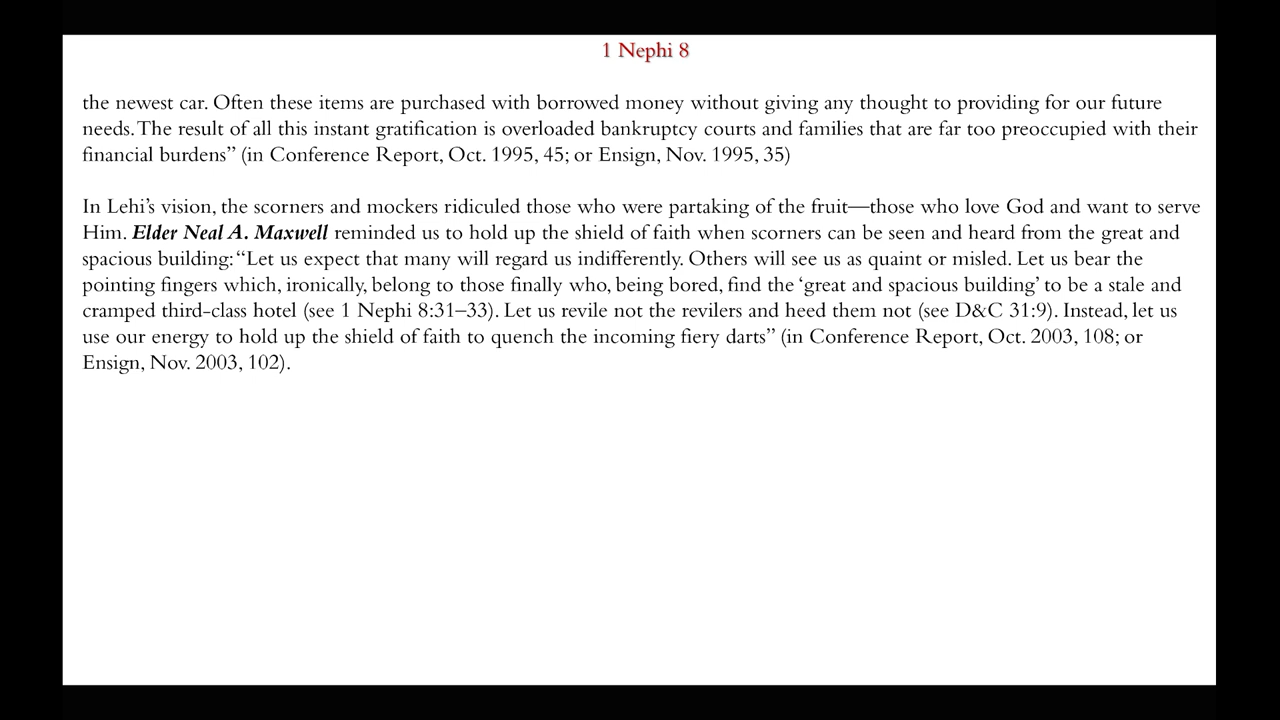 1 Nephi 8
the newest car. Often these items are purchased with borrowed money without giving any thought to providing for our future
needs. The result of all this instant gratification is overloaded bankruptcy courts and families that are far too preoccupied with their
financial burdens” (in Conference Report, Oct. 1995, 45; or Ensign, Nov. 1995, 35)
In Lehi’s vision, the scorners and mockers ridiculed those who were partaking of the fruit—those who love God and want to serve
Him. Elder Neal A. Maxwell reminded us to hold up the shield of faith when scorners can be seen and heard from the great and
spacious building: “Let us expect that many will regard us indifferently. Others will see us as quaint or misled. Let us bear the
pointing fingers which, ironically, belong to those finally who, being bored, find the ‘great and spacious building’ to be a stale and
cramped third-class hotel (see 1 Nephi 8:31–33). Let us revile not the revilers and heed them not (see D&C 31:9). Instead, let us
use our energy to hold up the shield of faith to quench the incoming fiery darts” (in Conference Report, Oct. 2003, 108; or
Ensign, Nov. 2003, 102).